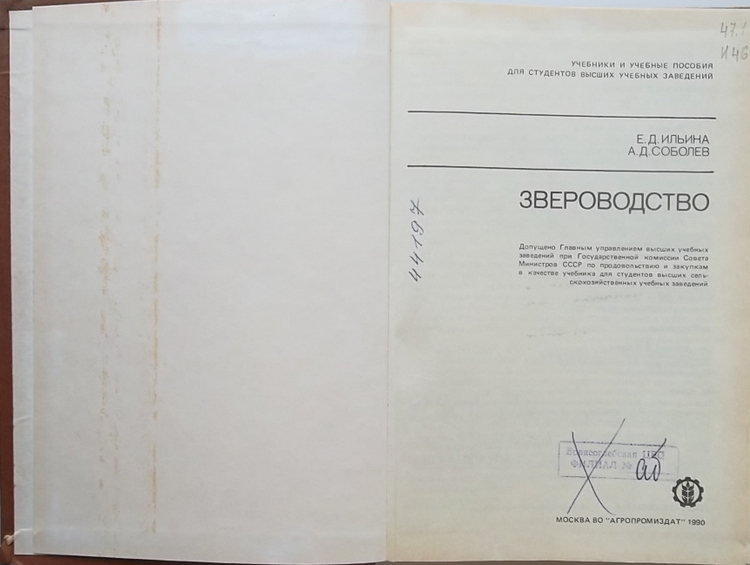 47.
И46
УЧЕБНИКИ И УЧЕБНЫЕ ПОСОБИЯ
ДЛЯ СТУДЕНТОВ ВЫСШИХ УЧЕБНЫХ ЗАВЕДЕНИЙ
Е.Д.ИЛЬИНА
А.Д.СОБОЛЕВ
ЗВЕРОВОДСТВО
44197
Допущено Главным управлением высших учебных
заведений при Государственной комиссии Совета
Министров СССР по продовольствию и закупкам
в качестве учебника для студентов высших сель-
скохозяйственных учебных заведений
ФИЛИАЛ №
МОСКВА ВО "АГРОПРОМИЗДАТ" 1990